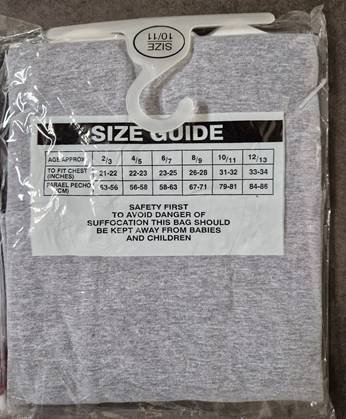 SIZE
10/11
SIZE GUIDE
AGE APPROX 2/3 4/5 6/7 8/9 10/11 12/13
TO FIT CHEST (INCHES) 21-22 22-23 23-25 26-28 31-32 33-34
PARAEL PECHO (CM) 53-56 56-58 58-63 67-71 79-81 84-86
SAFETY FIRST
TO AVOID DANGER OF
SUFFOCATION THIS BAG SHOULD
BE KEPT AWAY FROM BABIES
AND CHILDREN